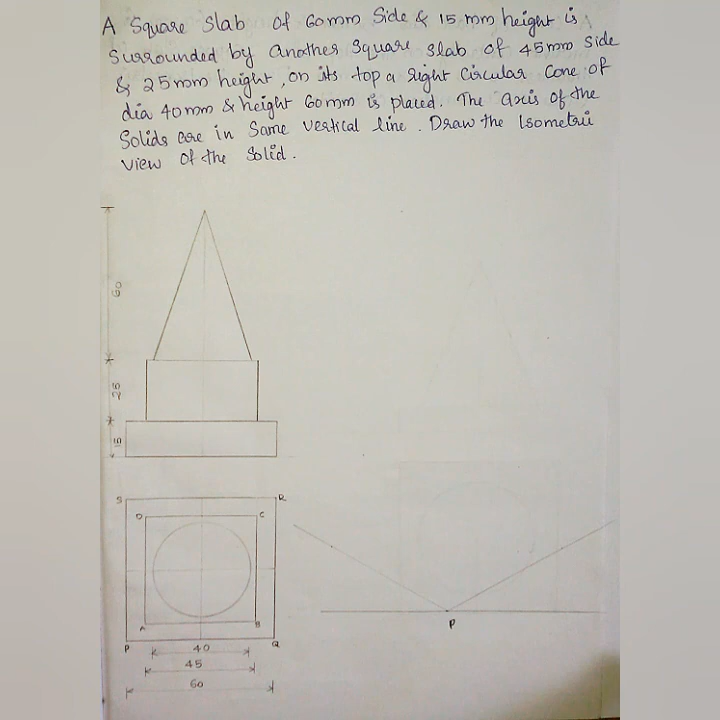 A Square Slab Of 60mm Side & 15 mm height is
Surrounded by another square slab of 45mm side
& 25mm height, on its top a right Circular Cone of
dia 40mm & height 60mm is placed. The axis of the
Solids are in Same vertical line. Draw the Isometri
view of the Solid.
60
25
15
S R
D C
A B
P Q
40
45
60
P